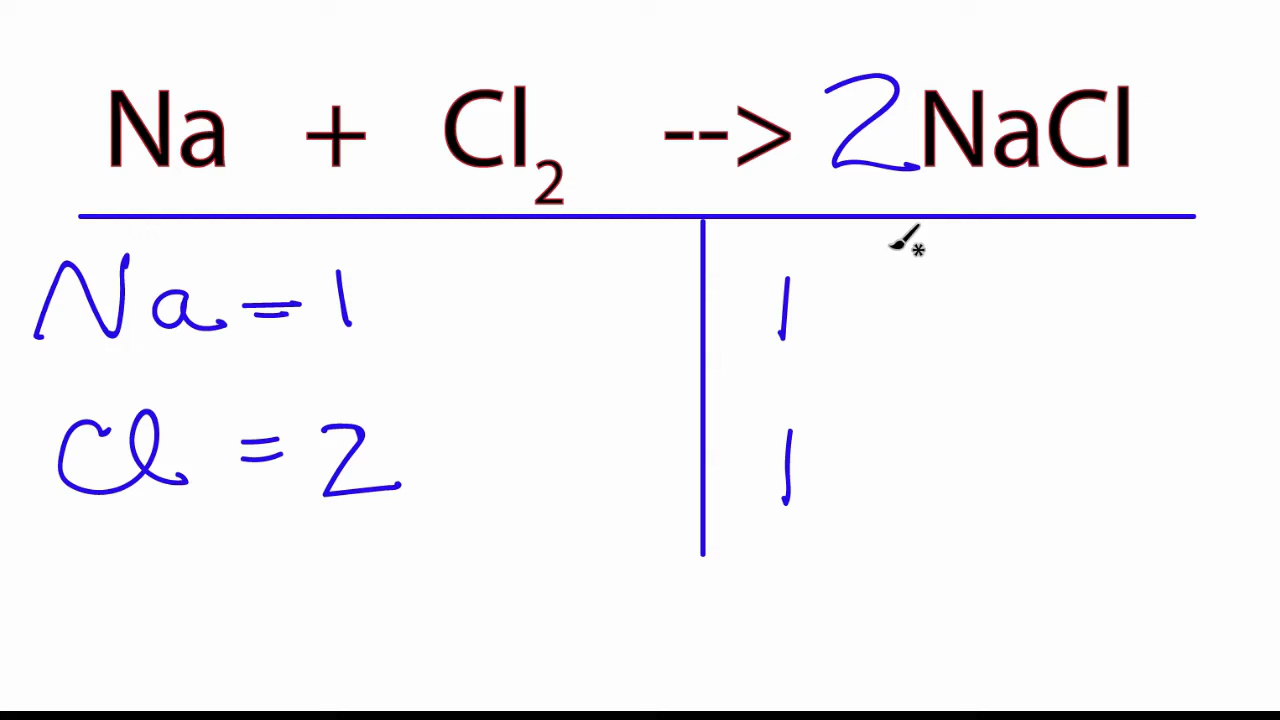 Na + Cl₂ --> 2NaCl
Na = 1 1
Cl = 2 1